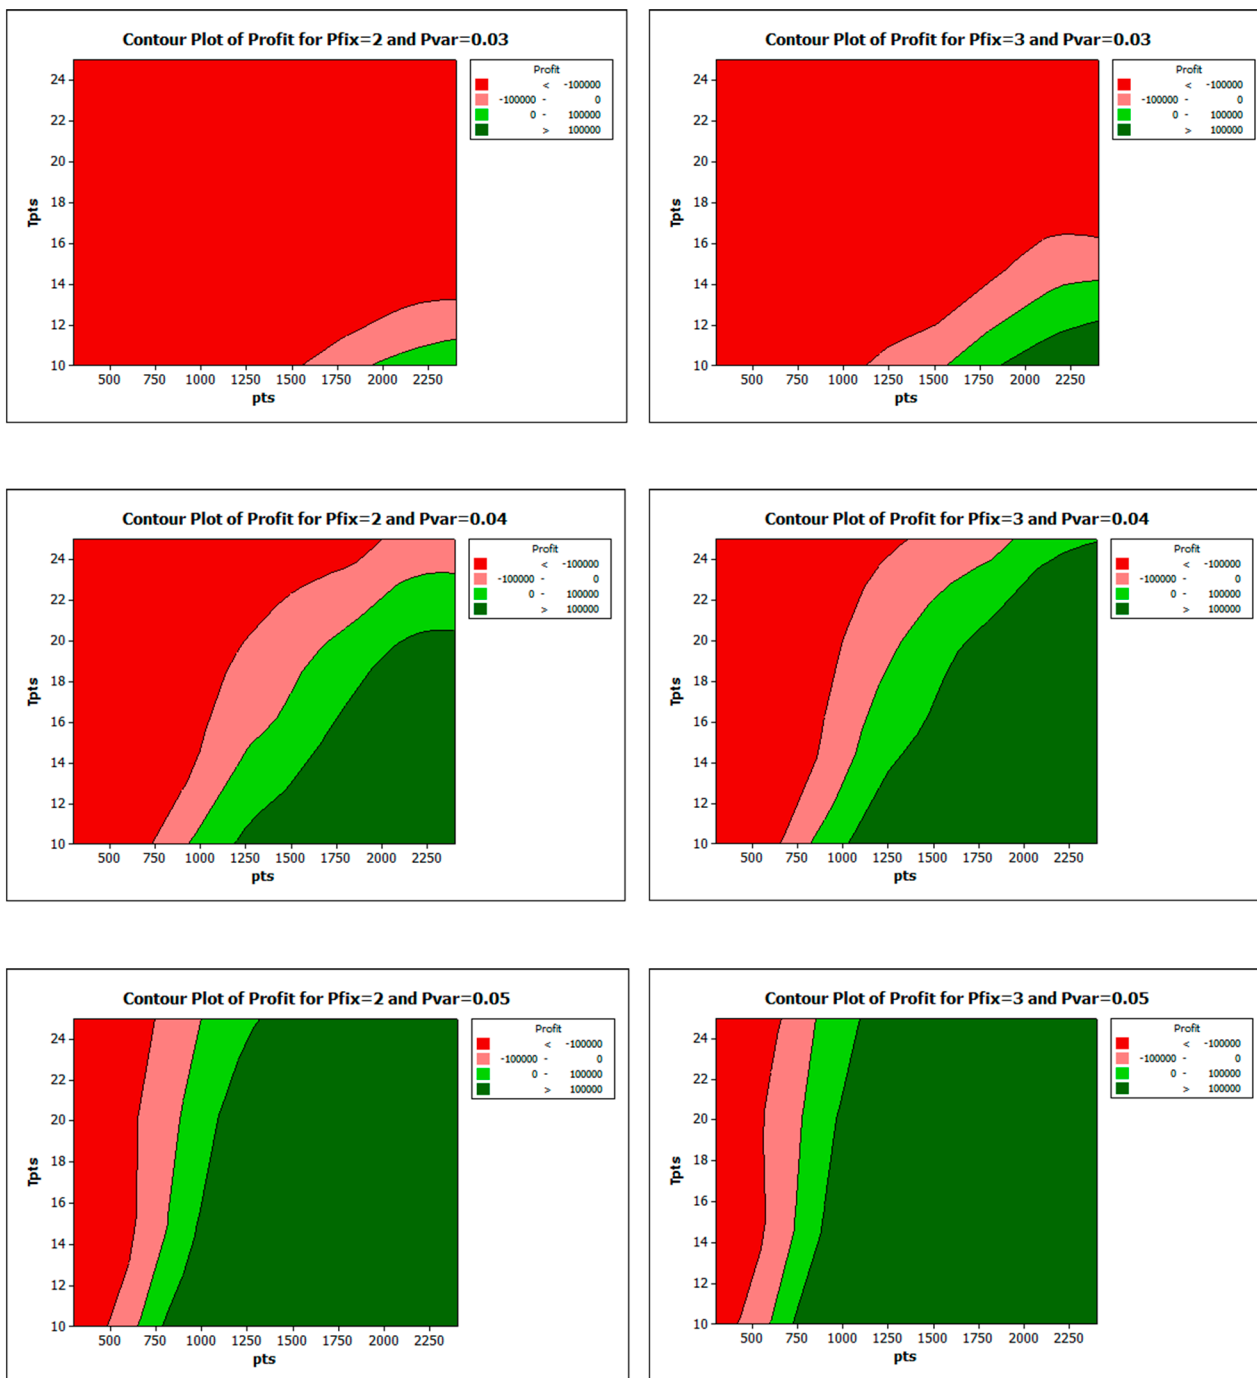 Contour Plot of Profit for Pfix=2 and Pvar=0.03
Profit
< -100000
-100000 - 0
0 - 100000
> 100000
24
22
20
18
16
14
12
10
Tpts
500 750 1000 1250 1500 1750 2000 2250
pts
Contour Plot of Profit for Pfix=3 and Pvar=0.03
Profit
< -100000
-100000 - 0
0 - 100000
> 100000
24
22
20
18
16
14
12
10
Tpts
500 750 1000 1250 1500 1750 2000 2250
pts
Contour Plot of Profit for Pfix=2 and Pvar=0.04
Profit
< -100000
-100000 - 0
0 - 100000
> 100000
24
22
20
18
16
14
12
10
Tpts
500 750 1000 1250 1500 1750 2000 2250
pts
Contour Plot of Profit for Pfix=3 and Pvar=0.04
Profit
< -100000
-100000 - 0
0 - 100000
> 100000
24
22
20
18
16
14
12
10
Tpts
500 750 1000 1250 1500 1750 2000 2250
pts
Contour Plot of Profit for Pfix=2 and Pvar=0.05
Profit
< -100000
-100000 - 0
0 - 100000
> 100000
24
22
20
18
16
14
12
10
Tpts
500 750 1000 1250 1500 1750 2000 2250
pts
Contour Plot of Profit for Pfix=3 and Pvar=0.05
Profit
< -100000
-100000 - 0
0 - 100000
> 100000
24
22
20
18
16
14
12
10
Tpts
500 750 1000 1250 1500 1750 2000 2250
pts